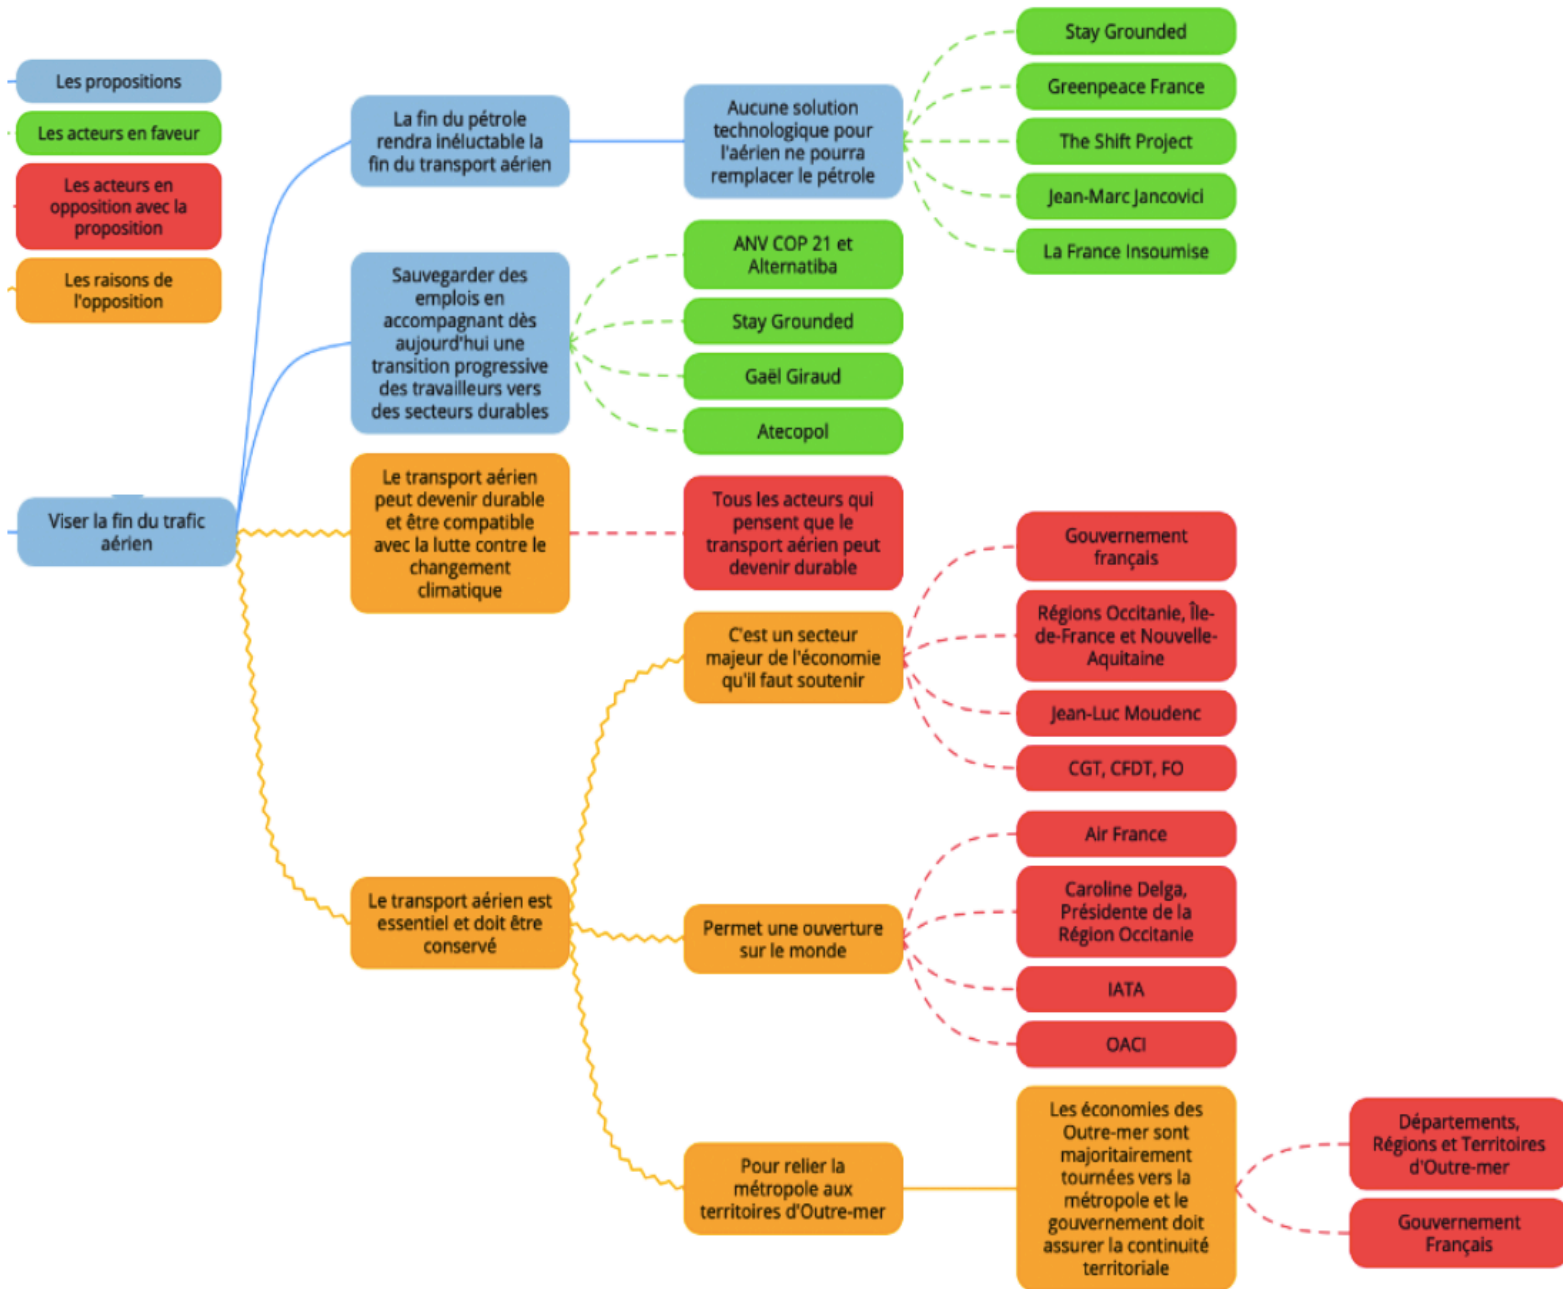 Les propositions
Les acteurs en faveur
Les acteurs en
opposition avec la
proposition
Les raisons de
l'opposition
Viser la fin du trafic
aérien
La fin du pétrole
rendra inéluctable la
fin du transport aérien
Aucune solution
technologique pour
l'aérien ne pourra
remplacer le pétrole
Stay Grounded
Greenpeace France
The Shift Project
Jean-Marc Jancovici
La France Insoumise
Sauvegarder des
emplois en
accompagnant dès
aujourd'hui une
transition progressive
des travailleurs vers
des secteurs durables
ANV COP 21 et
Alternatiba
Stay Grounded
Gaël Giraud
Atecopol
Le transport aérien
peut devenir durable
et être compatible
avec la lutte contre le
changement
climatique
Tous les acteurs qui
pensent que le
transport aérien peut
devenir durable
Le transport aérien est
essentiel et doit être
conservé
C'est un secteur
majeur de l'économie
qu'il faut soutenir
Gouvernement
français
Régions Occitanie, Île-
de-France et Nouvelle-
Aquitaine
Jean-Luc Moudenc
CGT, CFDT, FO
Permet une ouverture
sur le monde
Air France
Caroline Delga,
Présidente de la
Région Occitanie
IATA
OACI
Pour relier la
métropole aux
territoires d'Outre-mer
Les économies des
Outre-mer sont
majoritairement
tournées vers la
métropole et le
gouvernement doit
assurer la continuité
territoriale
Départements,
Régions et Territoires
d'Outre-mer
Gouvernement
Français